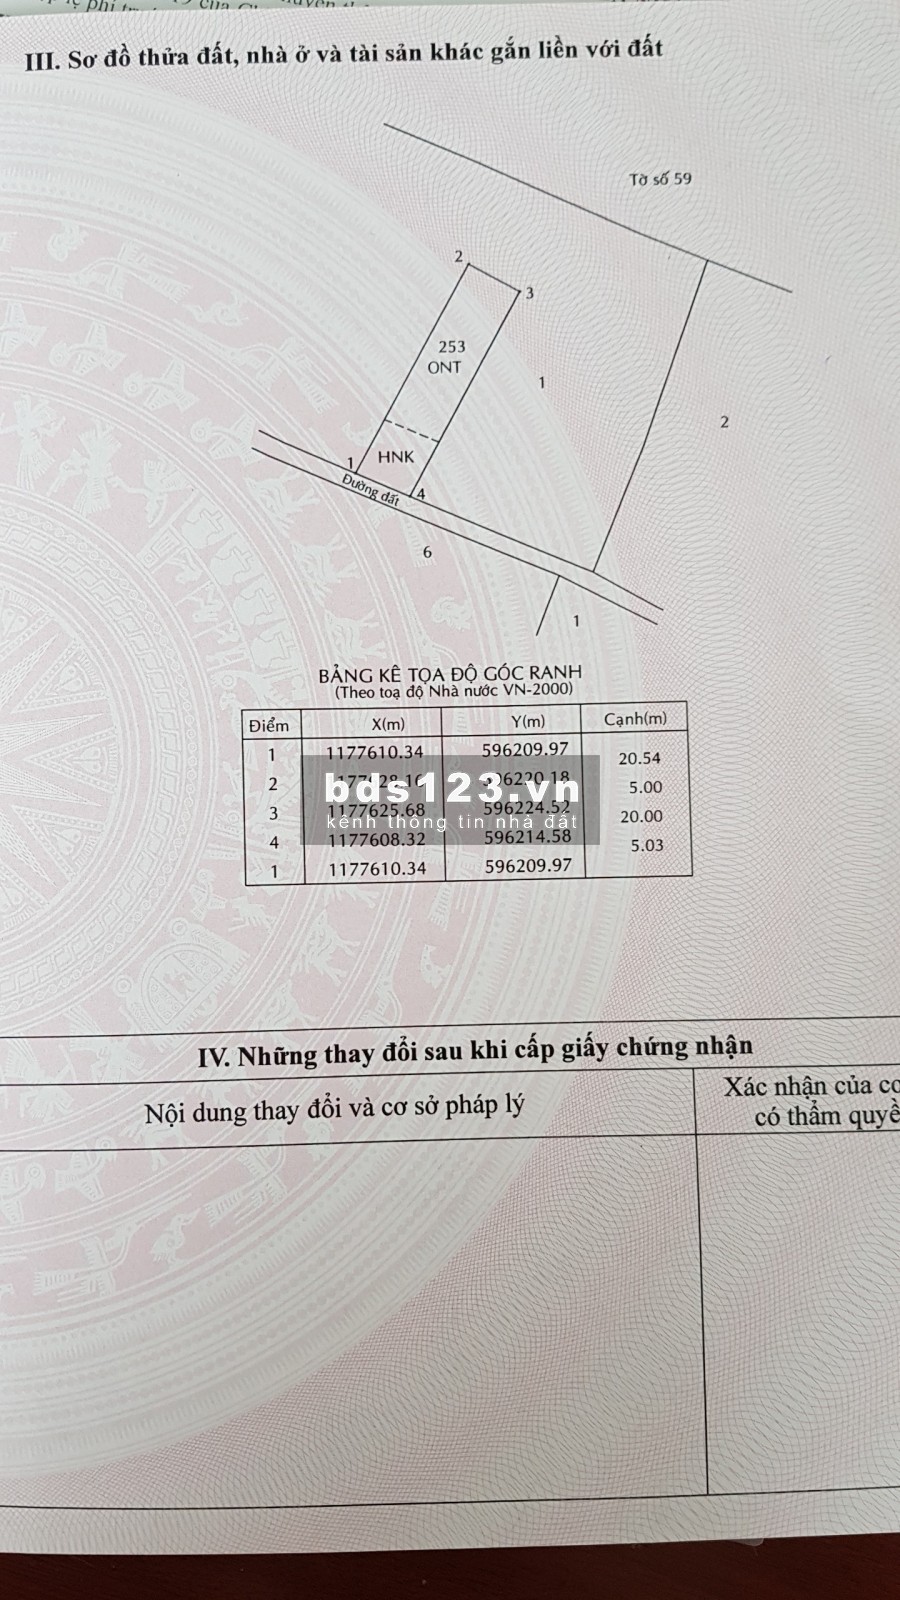 III. Sơ đồ thửa đất, nhà ở và tài sản khác gắn liền với đất
Tờ số 59
2
3
253
ONT
1
2
1
HNK
4
Đường đất
6
1
BẢNG KÊ TỌA ĐỘ GÓC RANH
(Theo toạ độ Nhà nước VN-2000)
Điểm X(m) Y(m) Cạnh(m)
1 1177610.34 596209.97
20.54
2
5.00
3 1177625.68 596224.52
20.00
4 1177608.32 596214.58
5.03
1 1177610.34 596209.97
bds123.vn
kênh thông tin nhà đất
IV. Những thay đổi sau khi cấp giấy chứng nhận
Nội dung thay đổi và cơ sở pháp lý
Xác nhận của
có thẩm